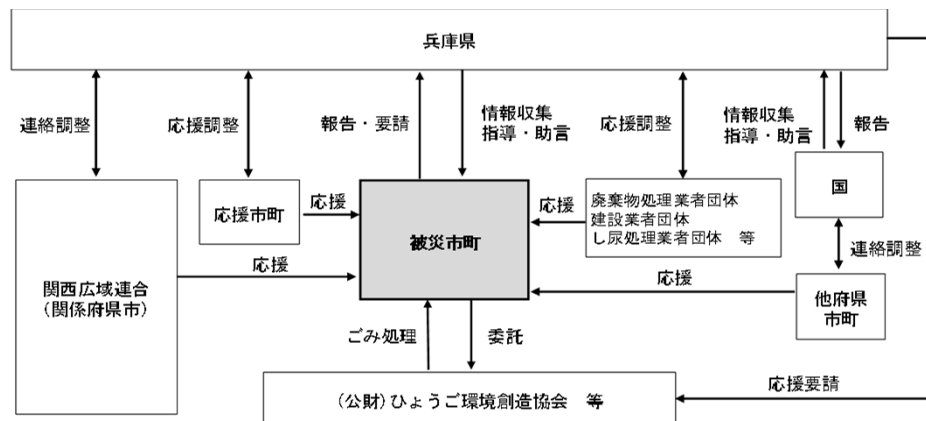 兵庫県
連絡調整
応援調整
報告・要請
情報収集
指導・助言
応援調整
情報収集
指導・助言
報告
関西広域連合
(関係府県市)
応援市町
応援
被災市町
応援
廃棄物処理業者団体
建設業者団体
し尿処理業者団体 等
国
連絡調整
応援
応援
他府県
市町
ごみ処理
委託
(公財)ひょうご環境創造協会 等
応援要請